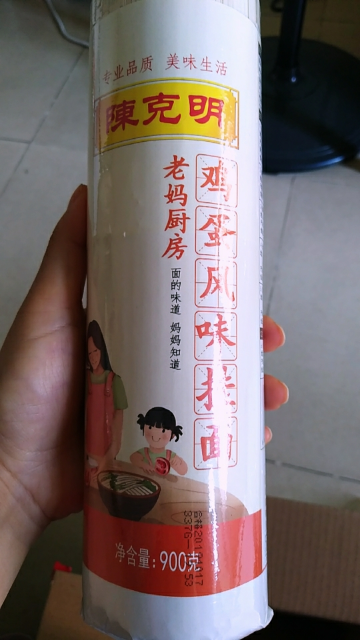 专业品质 美味生活
陳克明
老妈厨房
鸡蛋风味挂面
面的味道 妈妈知道
净含量:900克